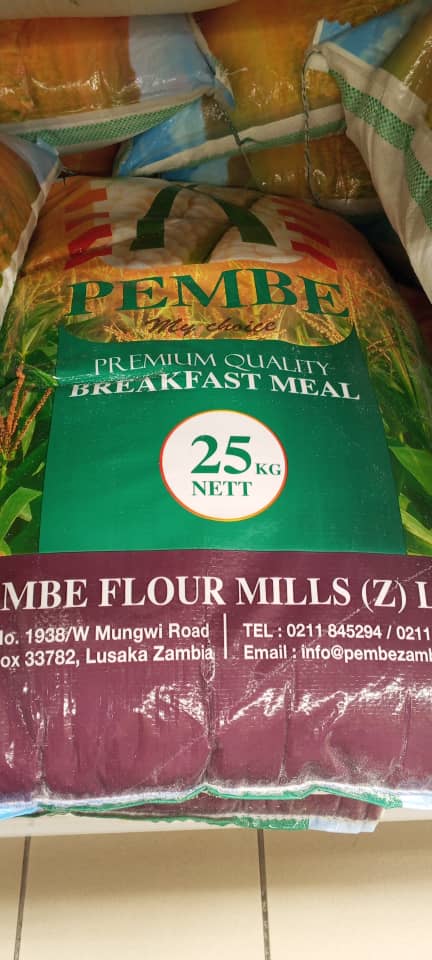 PEMBE
My choice
PREMIUM QUALITY
BREAKFAST MEAL
25 KG
NETT
MBE FLOUR MILLS (Z) L
No. 1938/W Mungwi Road
ox 33782, Lusaka Zambia
TEL : 0211 845294 / 0211
Email : info@pembezamb